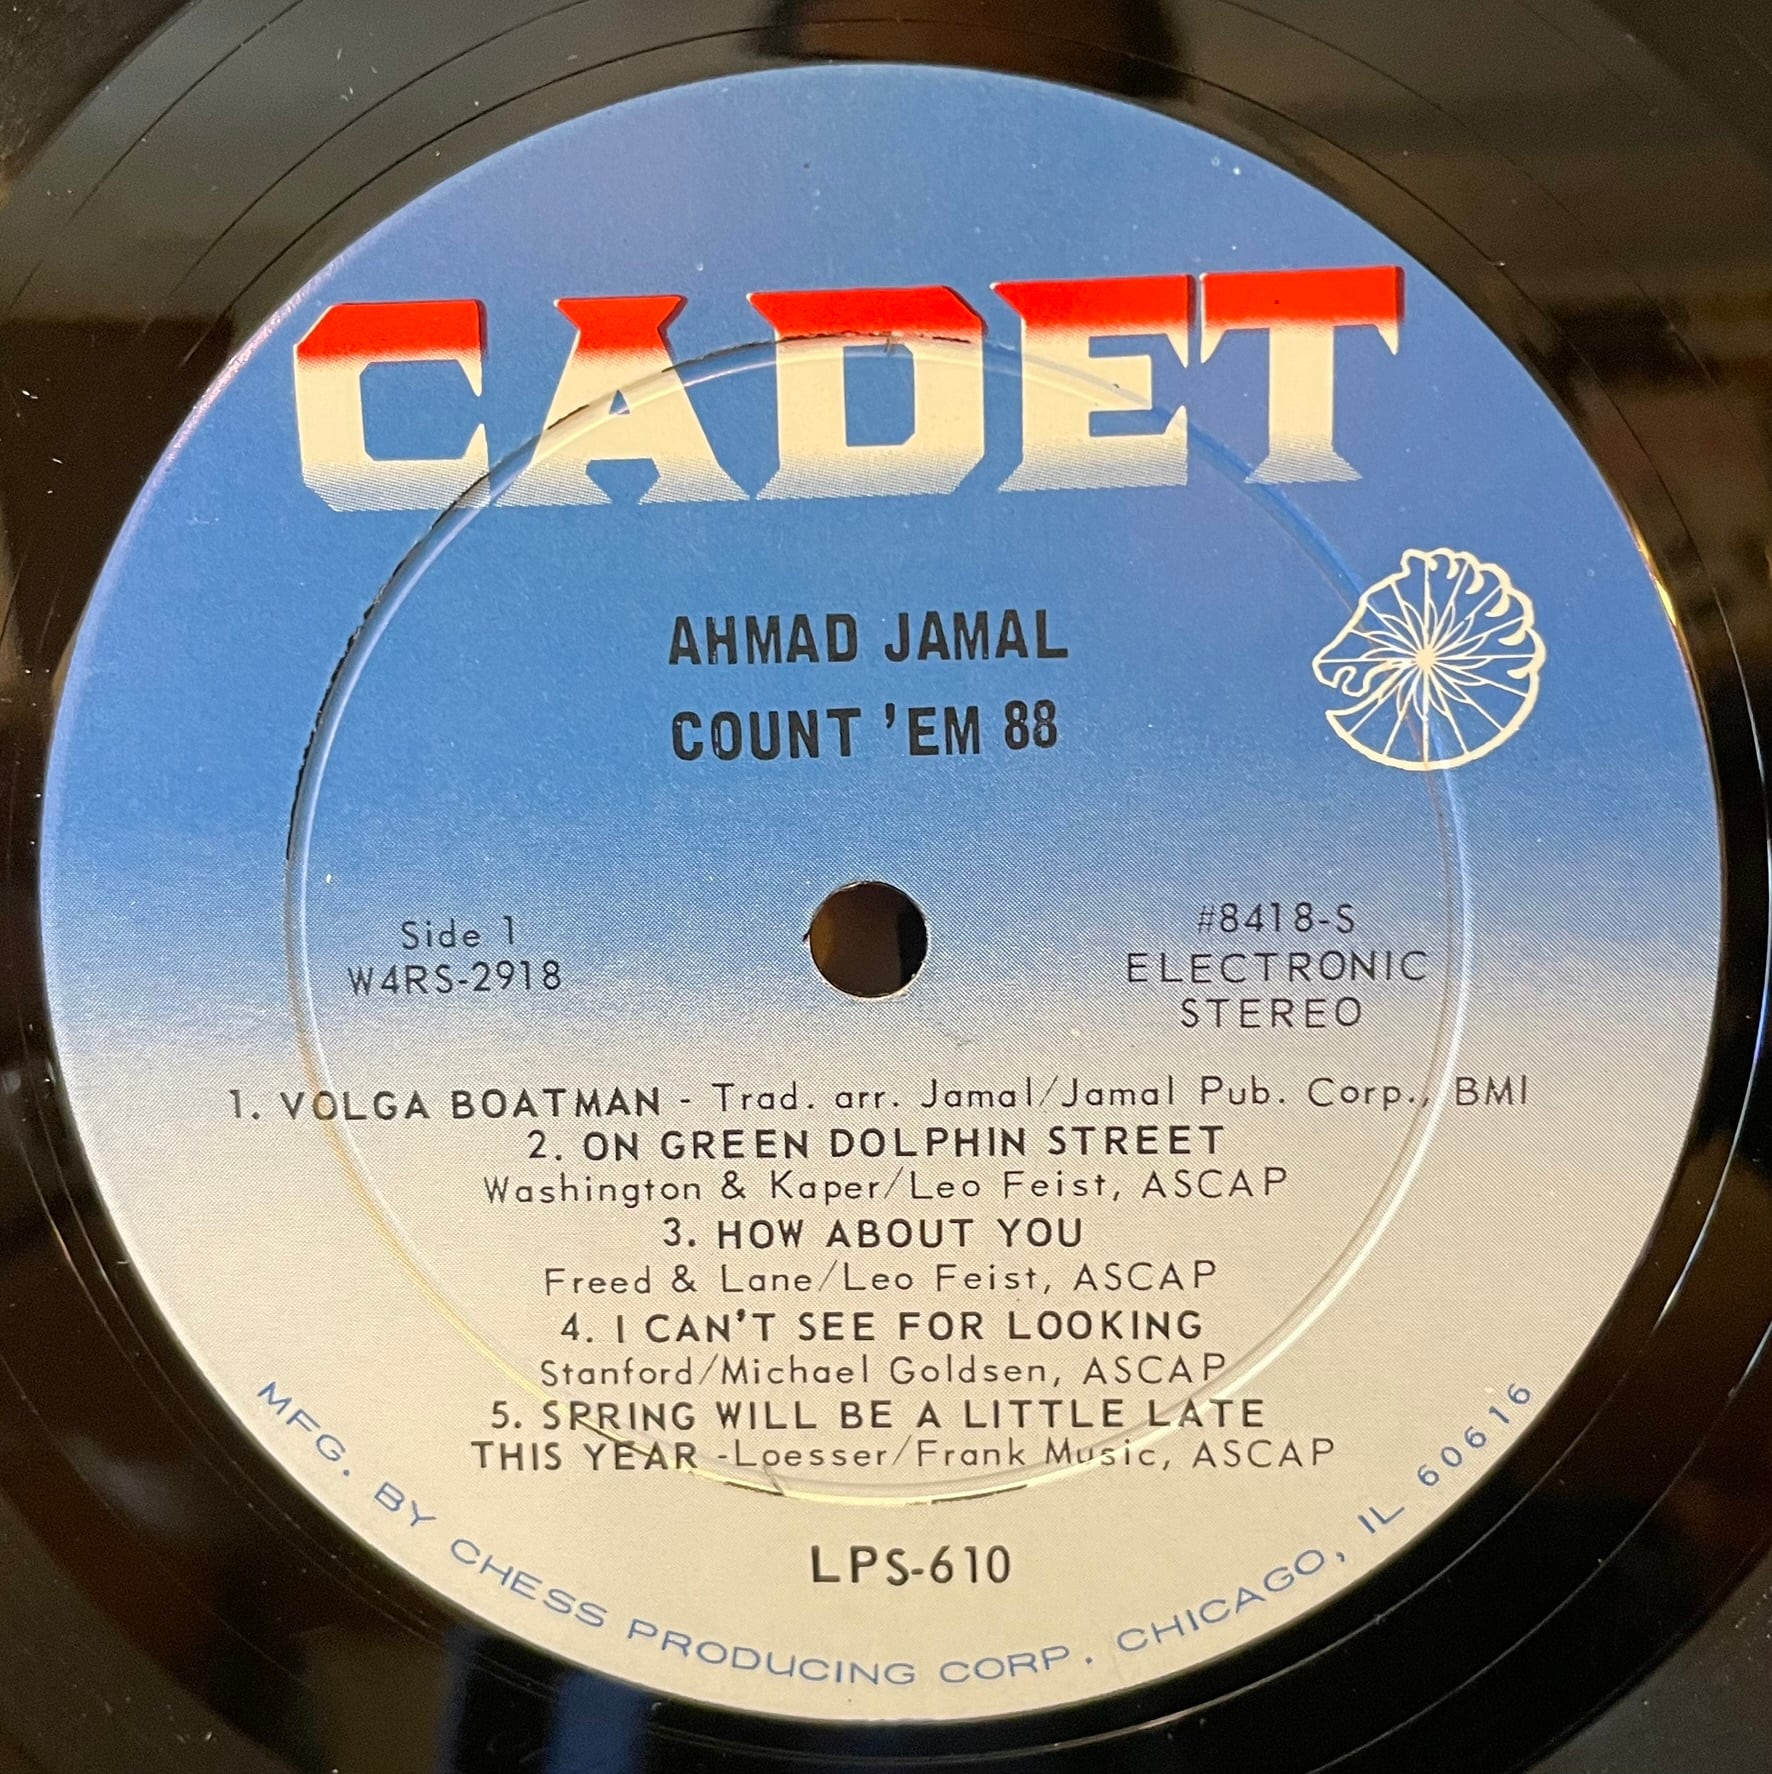 CADET
AHMAD JAMAL
COUNT 'EM 88
Side 1
W4RS-2918
#8418-S
ELECTRONIC
STEREO
1. VOLGA BOATMAN - Trad. arr. Jamal/Jamal Pub. Corp., BMI
2. ON GREEN DOLPHIN STREET
Washington & Kaper/Leo Feist, ASCAP
3. HOW ABOUT YOU
Freed & Lane/Leo Feist, ASCAP
4. I CAN'T SEE FOR LOOKING
Stanford/Michael Goldsen, ASCAP
5. SPRING WILL BE A LITTLE LATE
THIS YEAR -Loesser/Frank Music, ASCAP
LPS-610
MFG. BY CHESS PRODUCING CORP. CHICAGO, IL 60616